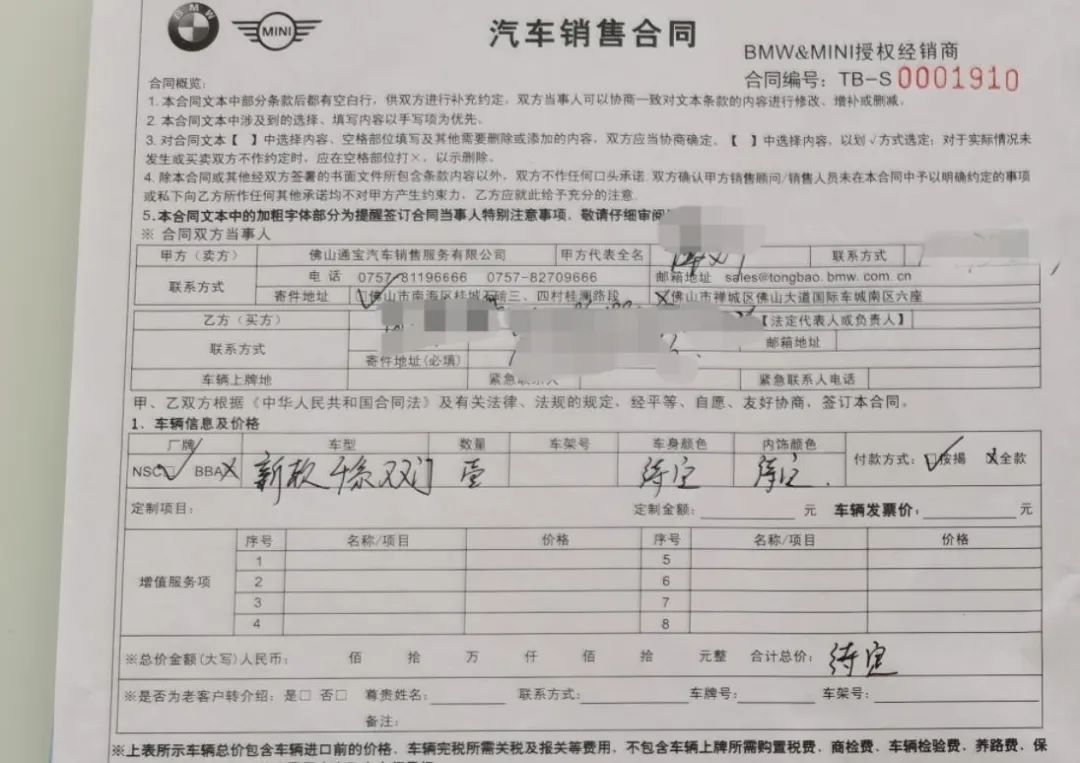 BMW
MINI
汽车销售合同
BMW&MINI授权经销商
合同编号：TB-S 0001910
合同概览：
1. 本合同文本中部分条款后都有空白行，供双方进行补充约定，双方当事人可以协商一致对文本条款的内容进行修改、增补或删减。
2. 本合同文本中涉及到的选择、填写内容以手写项为优先。
3. 对合同文本【 】中选择内容、空格部位填写及其他需要删除或添加的内容，双方应当协商确定。【 】中选择内容，以划√方式选定；对于实际情况未
发生或买卖双方不作约定时，应在空格部位打×，以示删除。
4. 除本合同或其他经双方签署的书面文件所包含条款内容以外，双方不作任何口头承诺. 双方确认甲方销售顾问/销售人员未在本合同中予以明确约定的事项
或私下向乙方所作任何其他承诺均不对甲方产生约束力，乙方应就此给予充分的注意.
5. 本合同文本中的加粗字体部分为提醒签订合同当事人特别注意事项，敬请仔细审阅
※ 合同双方当事人
甲方（卖方） 佛山通宝汽车销售服务有限公司 甲方代表全名 联系方式
联系方式 电 话 0757-81196666 0757-82709666 邮箱地址 sales@tongbao.bmw.com.cn
寄件地址 ☑佛山市南海区桂城石𬒗三、四村桂澜路段 ☒佛山市禅城区佛山大道国际车城南区六座
乙方（买方） 【法定代表人或负责人】
联系方式 邮箱地址
寄件地址(必填)
车辆上牌地 紧急联系人 紧急联系人电话
甲、乙双方根据《中华人民共和国合同法》及有关法律、法规的规定，经平等、自愿、友好协商，签订本合同。
1、车辆信息及价格
厂牌 车型 数量 车架号 车身颜色 内饰颜色 付款方式：☑按揭 ☒全款
NSC☑ BBA☒ 新款 双门 壹 待定 待定.
定制项目： 定制金额： 元 车辆发票价： 元
增值服务项 序号 名称/项目 价格 序号 名称/项目 价格
1 5
2 6
3 7
4 8
※总价金额(大写)人民币： 佰 拾 万 仟 佰 拾 元整 合计总价： 待定
※是否为老客户转介绍：是□ 否□ 尊贵姓名： 联系方式： 车牌号： 车架号：
备注：
※上表所示车辆总价包含车辆进口前的价格、车辆完税所需关税及报关等费用，不包含车辆上牌所需购置税费、商检费、车辆检验费、养路费、保